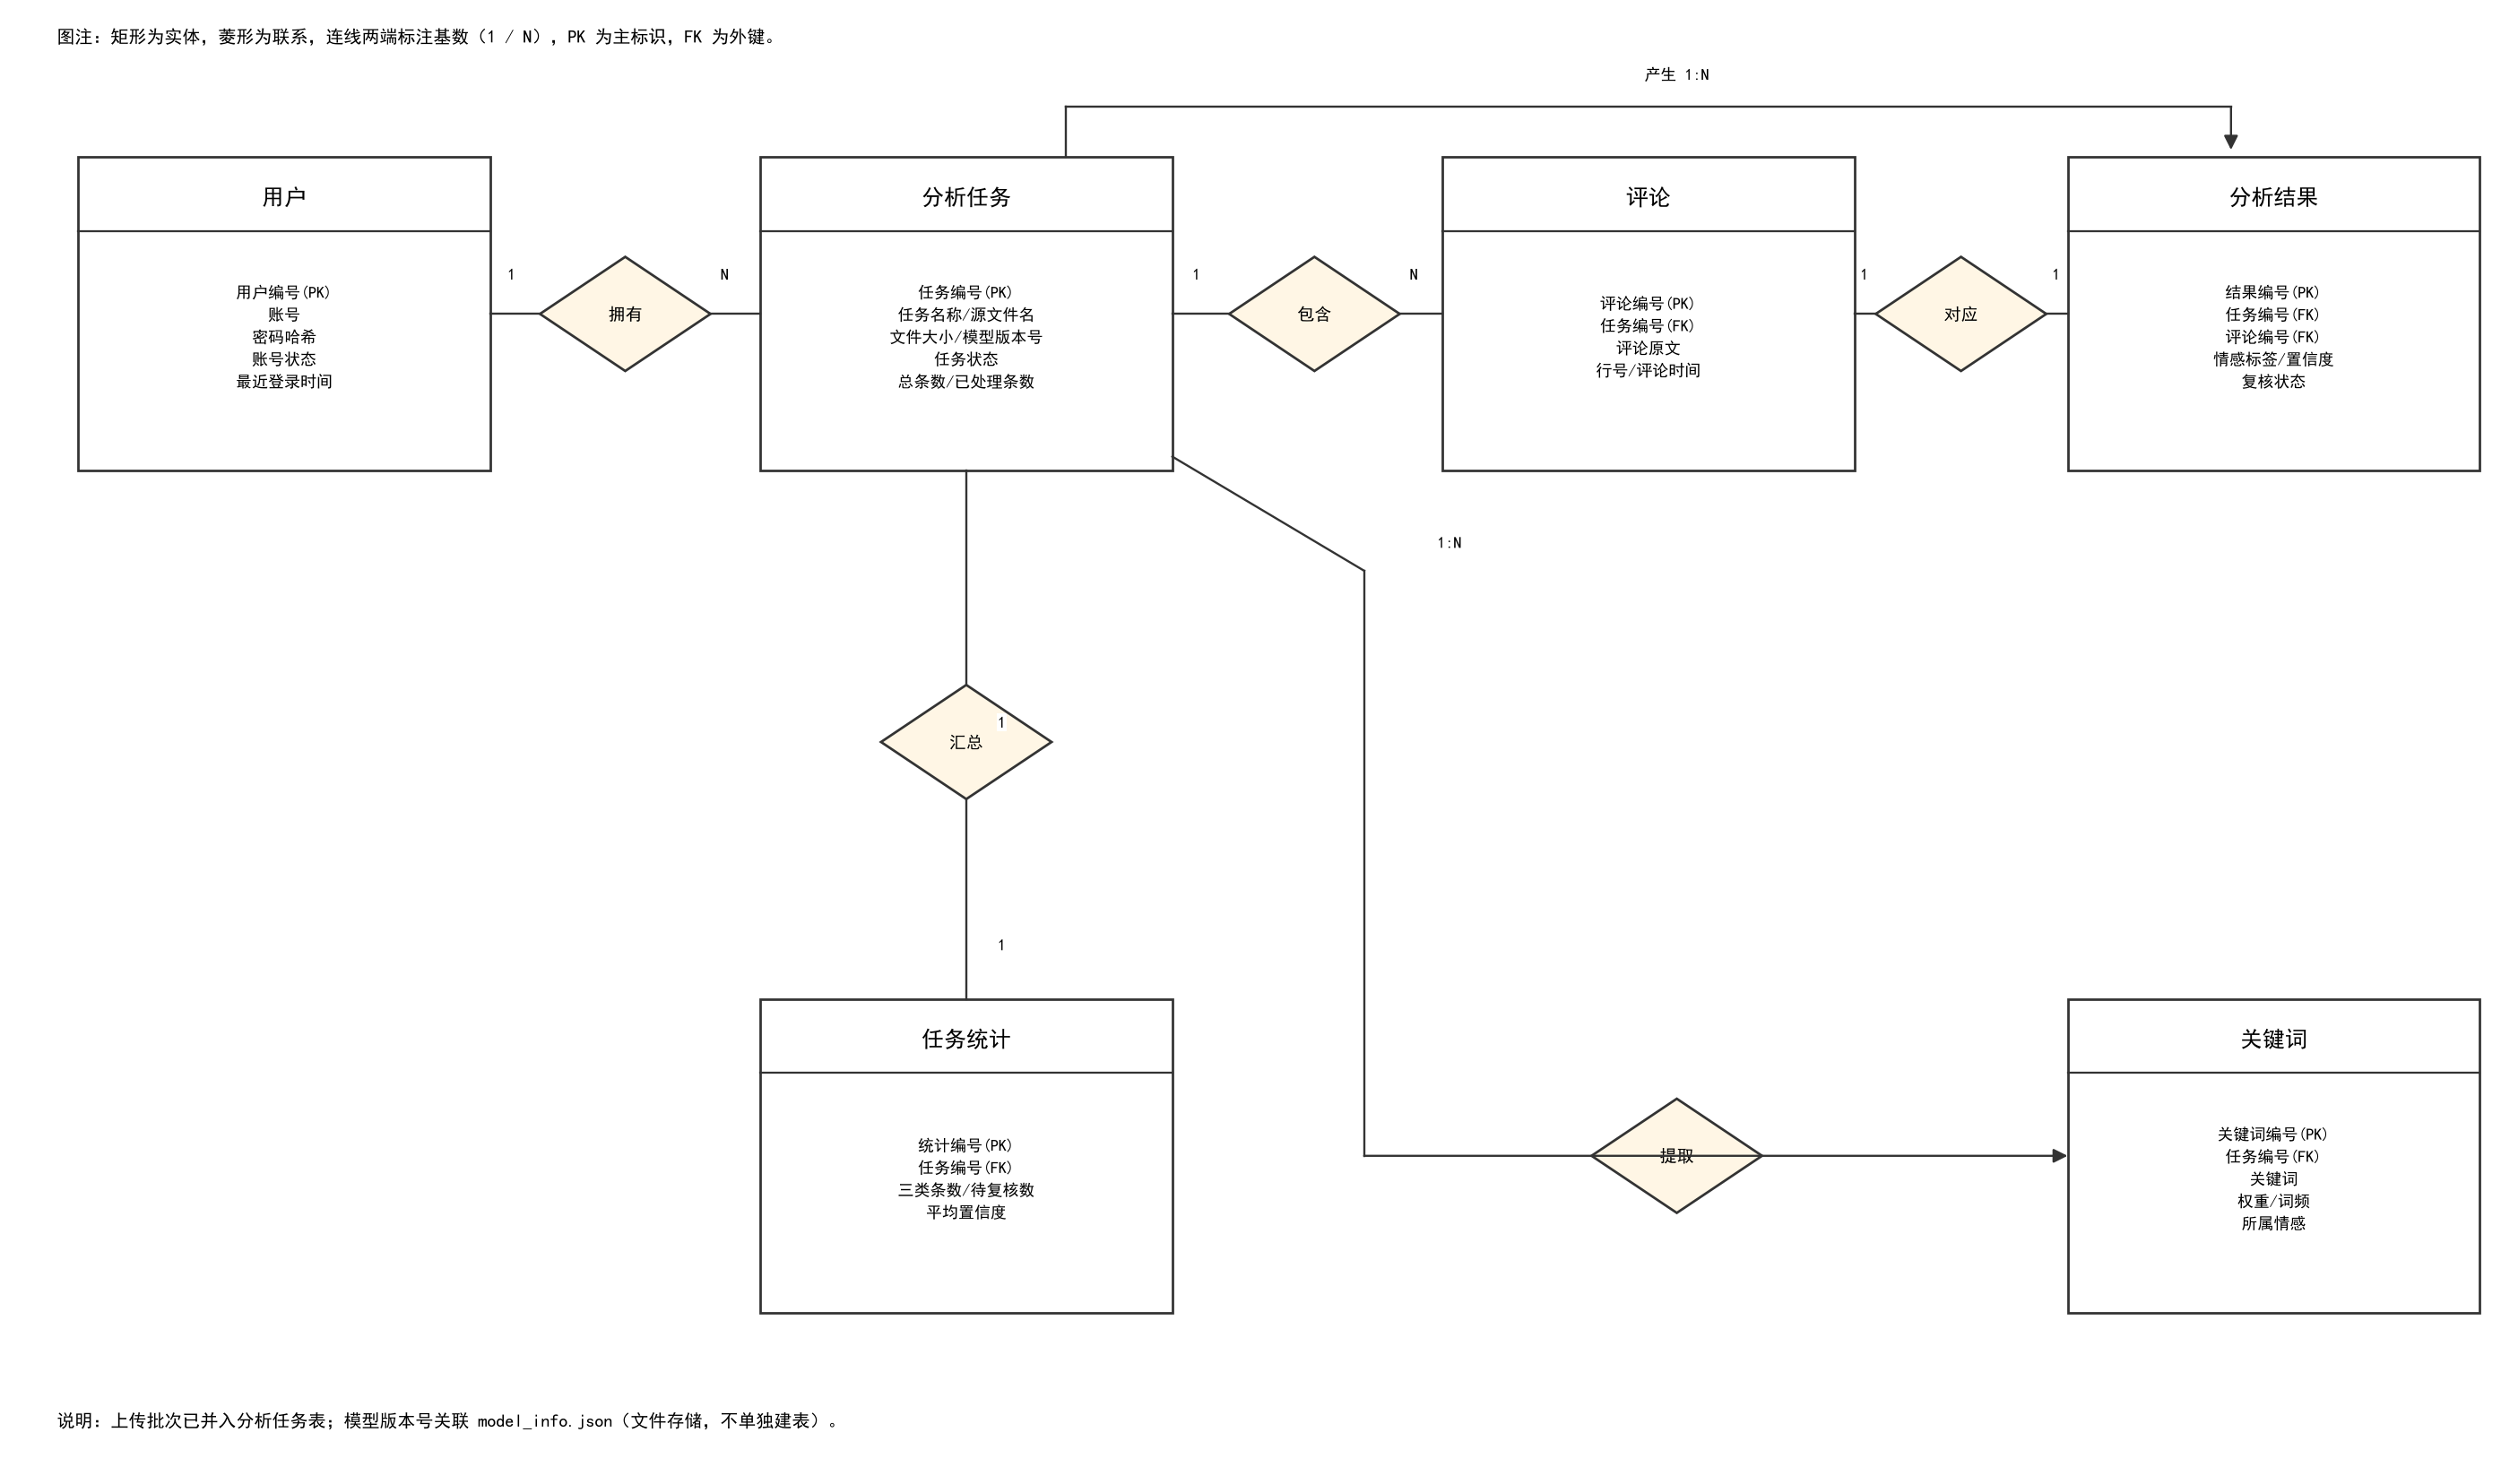 图注：矩形为实体，菱形为联系，连线两端标注基数（1 / N），PK 为主标识，FK 为外键。
产生 1:N
用户
用户编号(PK)
账号
密码哈希
账号状态
最近登录时间
1
拥有
N
分析任务
任务编号(PK)
任务名称/源文件名
文件大小/模型版本号
任务状态
总条数/已处理条数
1
包含
N
评论
评论编号(PK)
任务编号(FK)
评论原文
行号/评论时间
1
对应
1
分析结果
结果编号(PK)
任务编号(FK)
评论编号(FK)
情感标签/置信度
复核状态
1:N
1
汇总
1
任务统计
统计编号(PK)
任务编号(FK)
三类条数/待复核数
平均置信度
提取
关键词
关键词编号(PK)
任务编号(FK)
关键词
权重/词频
所属情感
说明：上传批次已并入分析任务表；模型版本号关联 model_info.json（文件存储，不单独建表）。